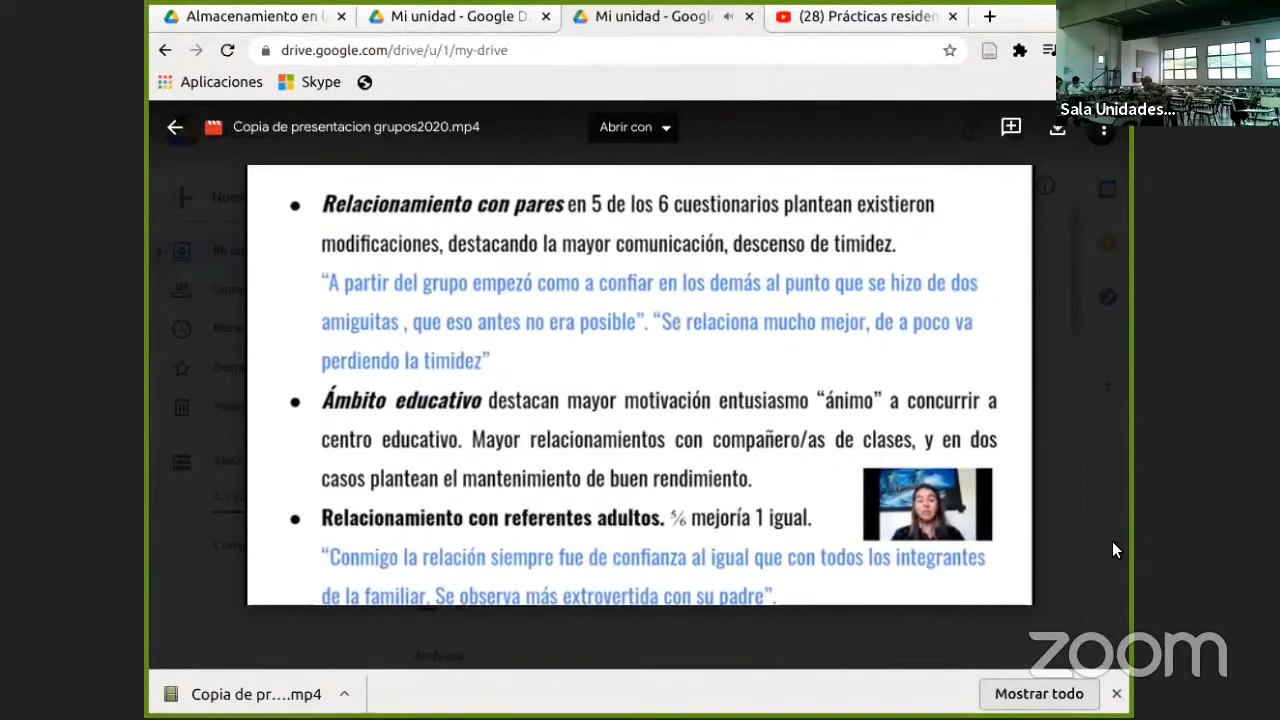 Almacenamiento en
Mi unidad - Google D
Mi unidad - Googl
(28) Prácticas residen
drive.google.com/drive/u/1/my-drive
Aplicaciones
Skype
Sala Unidades...
Copia de presentacion grupos2020.mp4
Abrir con
● Relacionamiento con pares en 5 de los 6 cuestionarios plantean existieron
modificaciones, destacando la mayor comunicación, descenso de timidez.
“A partir del grupo empezó como a confiar en los demás al punto que se hizo de dos
amiguitas , que eso antes no era posible”. “Se relaciona mucho mejor, de a poco va
perdiendo la timidez”
● Ámbito educativo destacan mayor motivación entusiasmo “ánimo” a concurrir a
centro educativo. Mayor relacionamientos con compañero/as de clases, y en dos
casos plantean el mantenimiento de buen rendimiento.
● Relacionamiento con referentes adultos. ⅚ mejoría 1 igual.
“Conmigo la relación siempre fue de confianza al igual que con todos los integrantes
de la familiar. Se observa más extrovertida con su padre”.
Archivos
zoom
Copia de pr....mp4
Mostrar todo